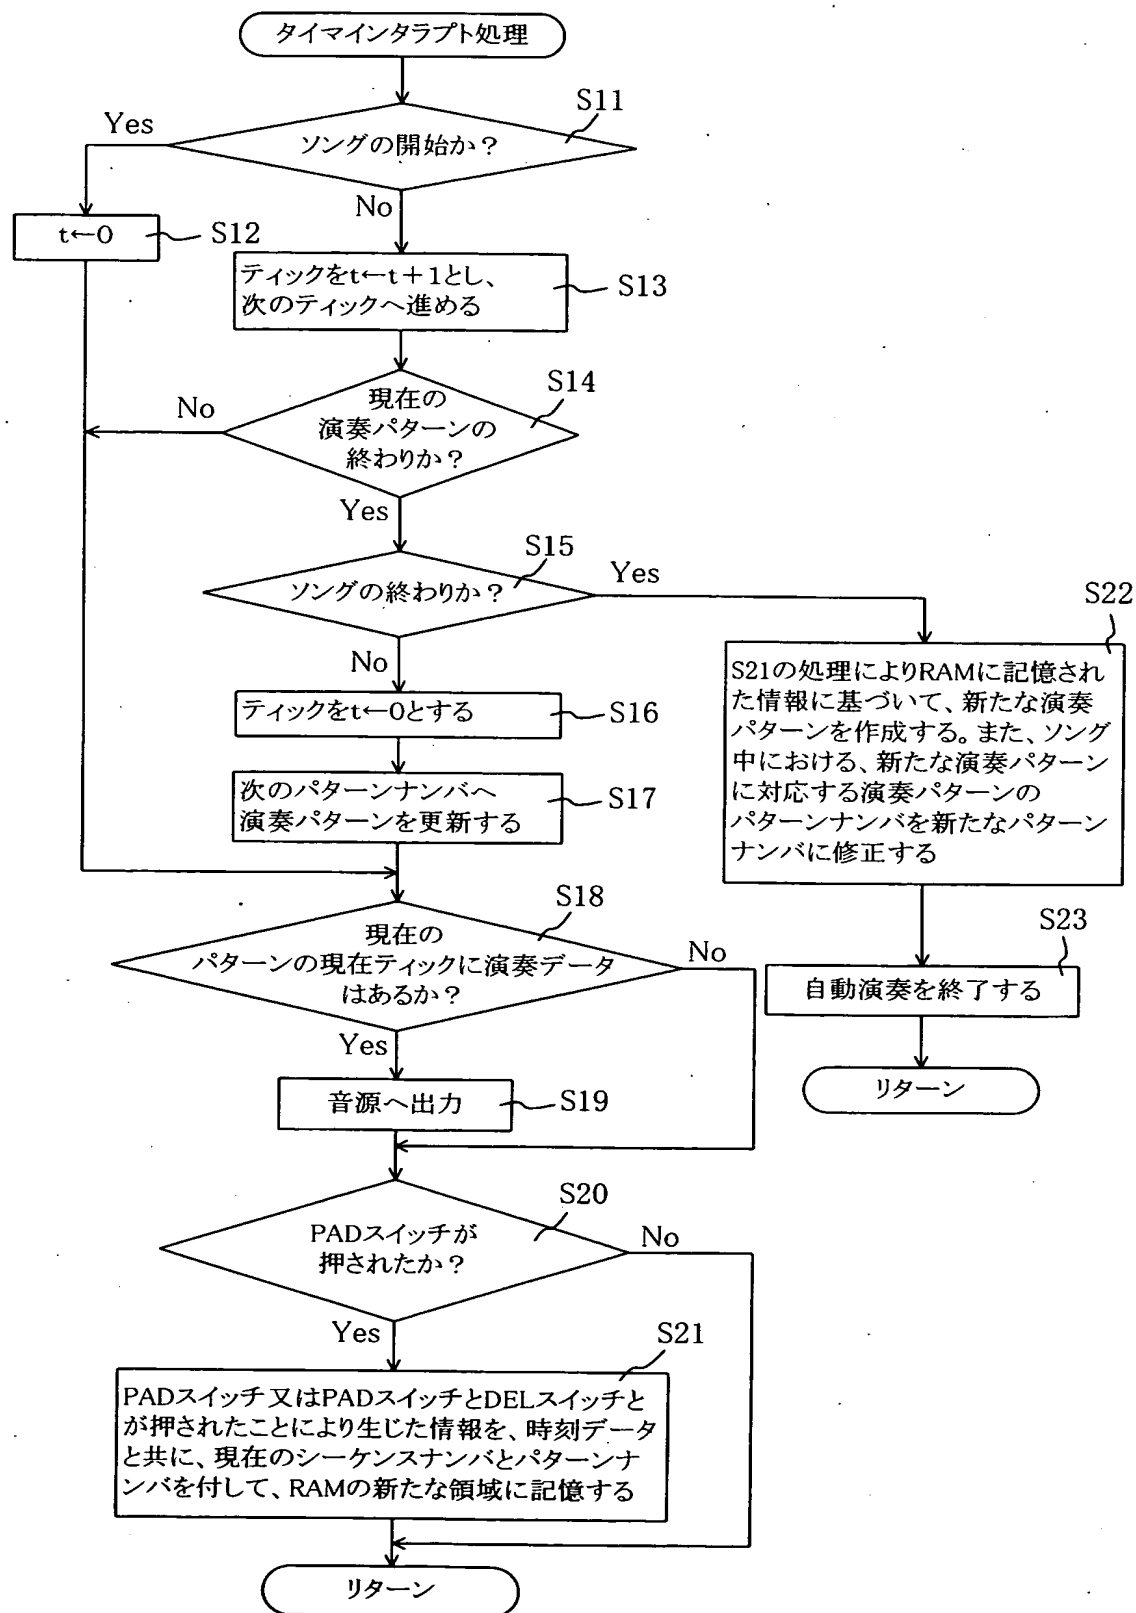 タイマインタラプト処理
S11
Yes
ソングの開始か?
No
t←0
S12
ティックをt←t+1とし、
次のティックへ進める
S13
S14
No
現在の
演奏パターンの
終わりか?
Yes
S15
ソングの終わりか?
Yes
S22
No
S21の処理によりRAMに記憶され
た情報に基づいて、新たな演奏
パターンを作成する。また、ソング
中における、新たな演奏パターン
に対応する演奏パターンの
パターンナンバを新たなパターン
ナンバに修正する
ティックをt←0とする
S16
次のパターンナンバへ
演奏パターンを更新する
S17
S18
現在の
パターンの現在ティックに演奏データ
はあるか?
No
S23
自動演奏を終了する
Yes
リターン
音源へ出力
S19
S20
PADスイッチが
押されたか?
No
Yes
S21
PADスイッチ又はPADスイッチとDELスイッチと
が押されたことにより生じた情報を、時刻データ
と共に、現在のシーケンスナンバとパターンナ
ンバを付して、RAMの新たな領域に記憶する
リターン